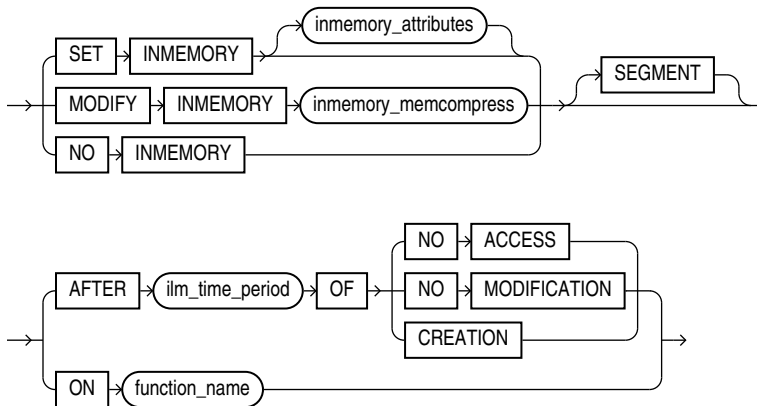 inmemory_attributes
SET INMEMORY
SEGMENT
MODIFY INMEMORY inmemory_memcompress
NO INMEMORY
NO ACCESS
AFTER ilm_time_period OF NO MODIFICATION
CREATION
ON function_name